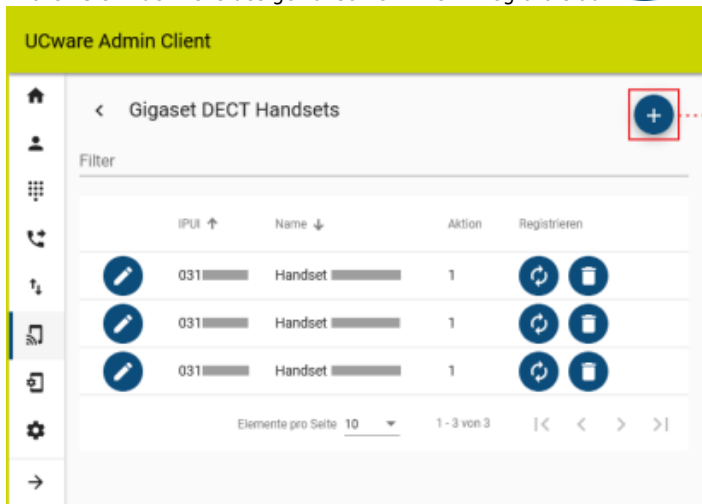 UCware Admin Client
Gigaset DECT Handsets
Filter
IPUI Name Aktion Registrieren
031 Handset 1
031 Handset 1
031 Handset 1
Elemente pro Seite 10 1 - 3 von 3